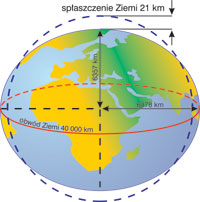 spłaszczenie Ziemi 21 km
6357 km
6378 km
obwód Ziemi 40 000 km